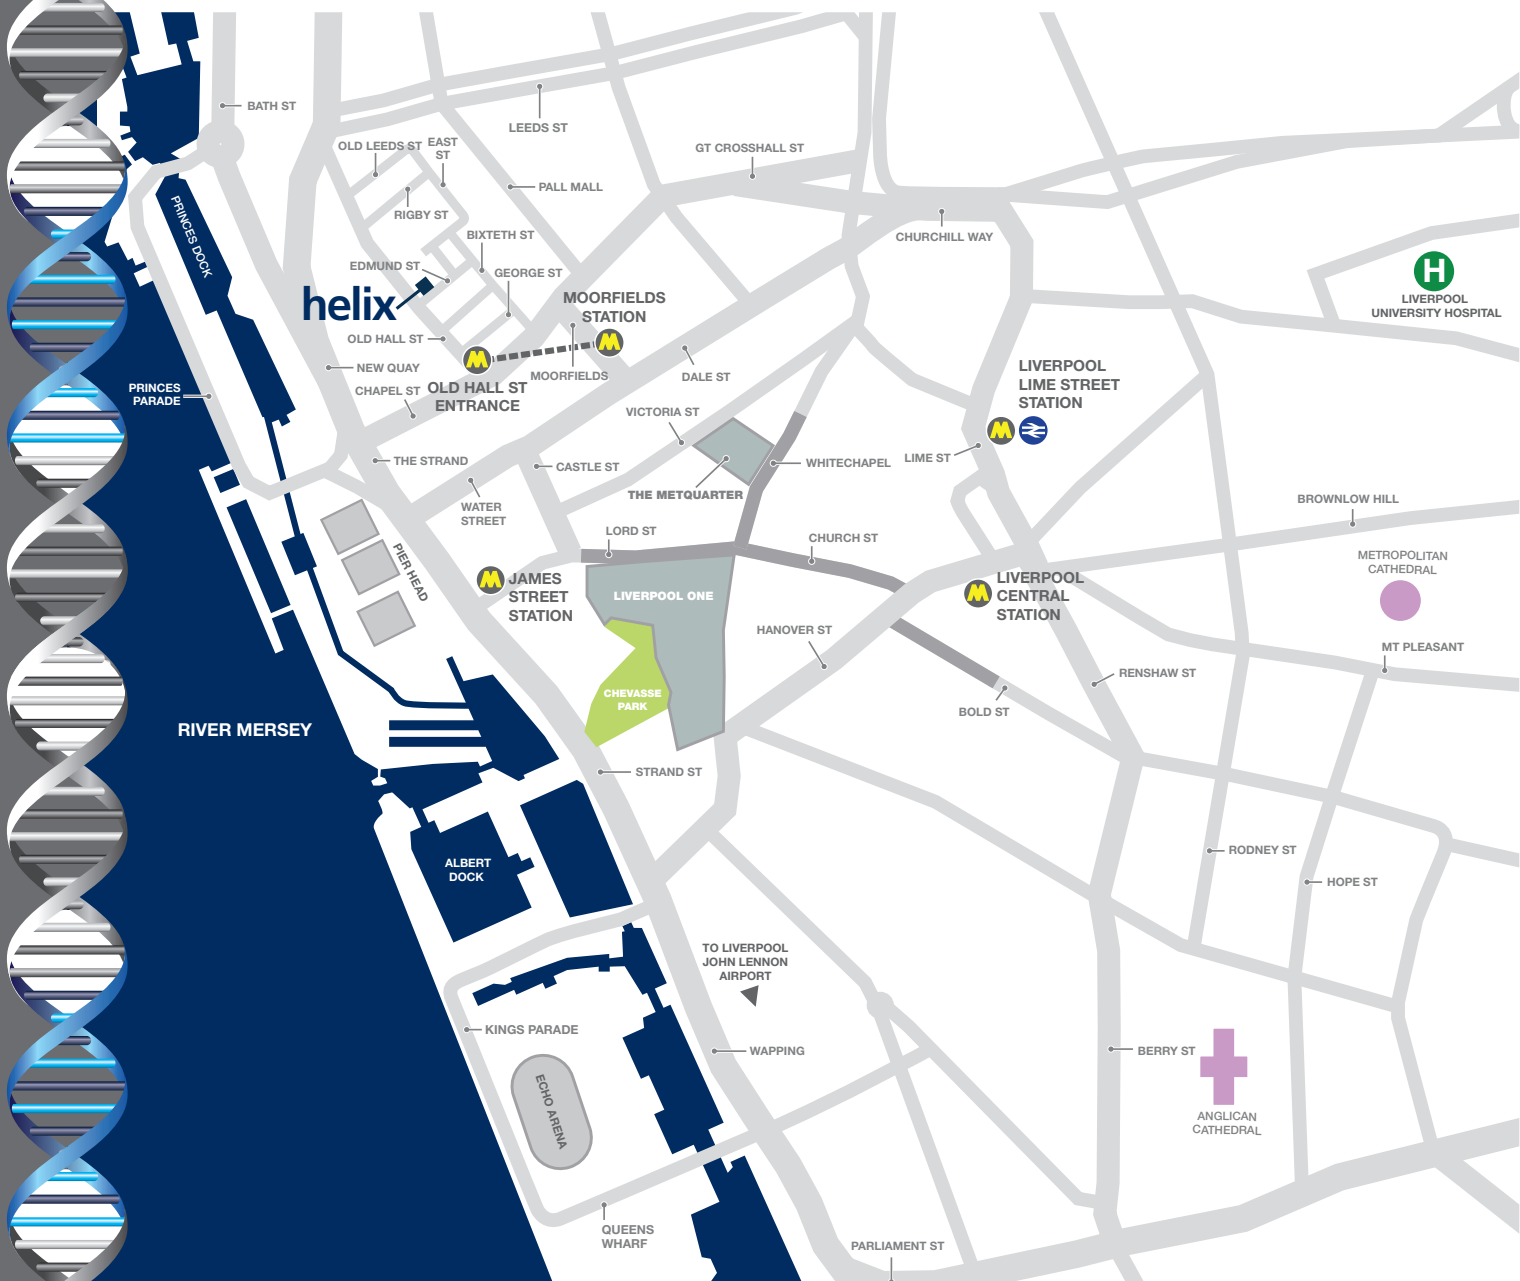 BATH ST
LEEDS ST
OLD LEEDS ST
EAST
ST
GT CROSSHALL ST
PALL MALL
RIGBY ST
PRINCES DOCK
BIXTETH ST
CHURCHILL WAY
EDMUND ST
GEORGE ST
H
helix
MOORFIELDS
STATION
LIVERPOOL
UNIVERSITY HOSPITAL
OLD HALL ST
M
M
NEW QUAY
MOORFIELDS
DALE ST
LIVERPOOL
LIME STREET
STATION
PRINCES
PARADE
CHAPEL ST
OLD HALL ST
ENTRANCE
VICTORIA ST
M
THE STRAND
CASTLE ST
WHITECHAPEL
LIME ST
THE METQUARTER
WATER
STREET
BROWNLOW HILL
LORD ST
CHURCH ST
PIER HEAD
METROPOLITAN
CATHEDRAL
M
JAMES
STREET
STATION
LIVERPOOL ONE
M
LIVERPOOL
CENTRAL
STATION
HANOVER ST
MT PLEASANT
RENSHAW ST
CHEVASSE
PARK
BOLD ST
RIVER MERSEY
STRAND ST
ALBERT
DOCK
RODNEY ST
HOPE ST
TO LIVERPOOL
JOHN LENNON
AIRPORT
KINGS PARADE
WAPPING
BERRY ST
ECHO ARENA
ANGLICAN
CATHEDRAL
QUEENS
WHARF
PARLIAMENT ST